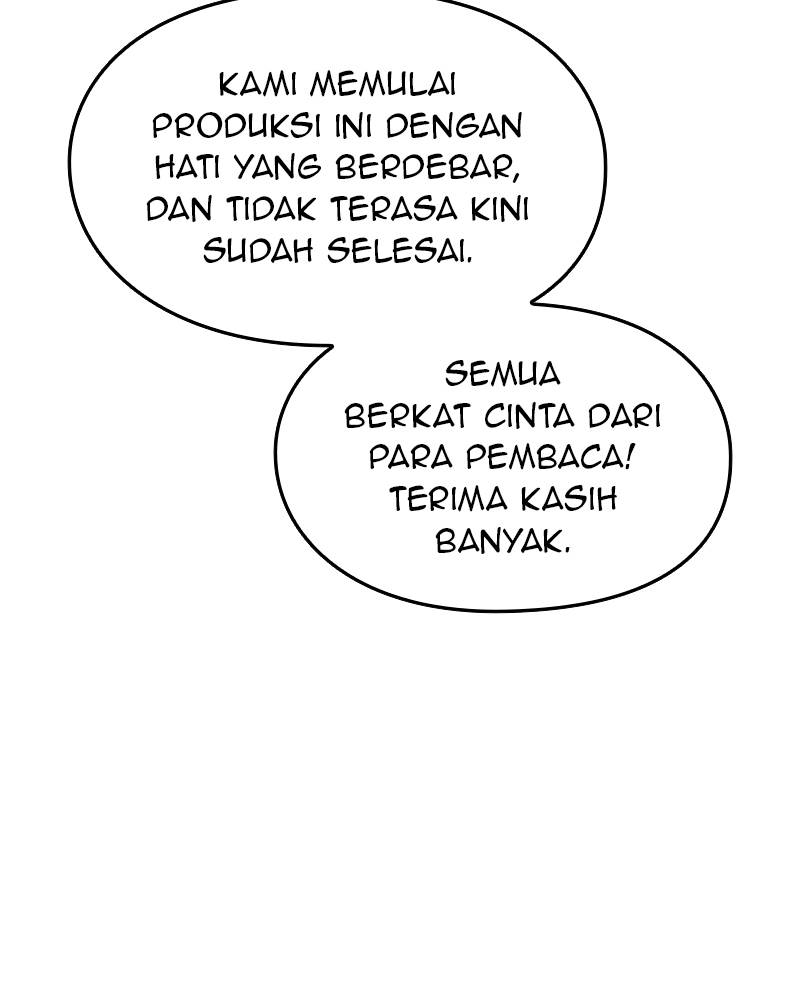 KAMI MEMULAI
PRODUKSI INI DENGAN
HATI YANG BERDEBAR,
DAN TIDAK TERASA KINI
SUDAH SELESAI.
SEMUA
BERKAT CINTA DARI
PARA PEMBACA!
TERIMA KASIH
BANYAK.